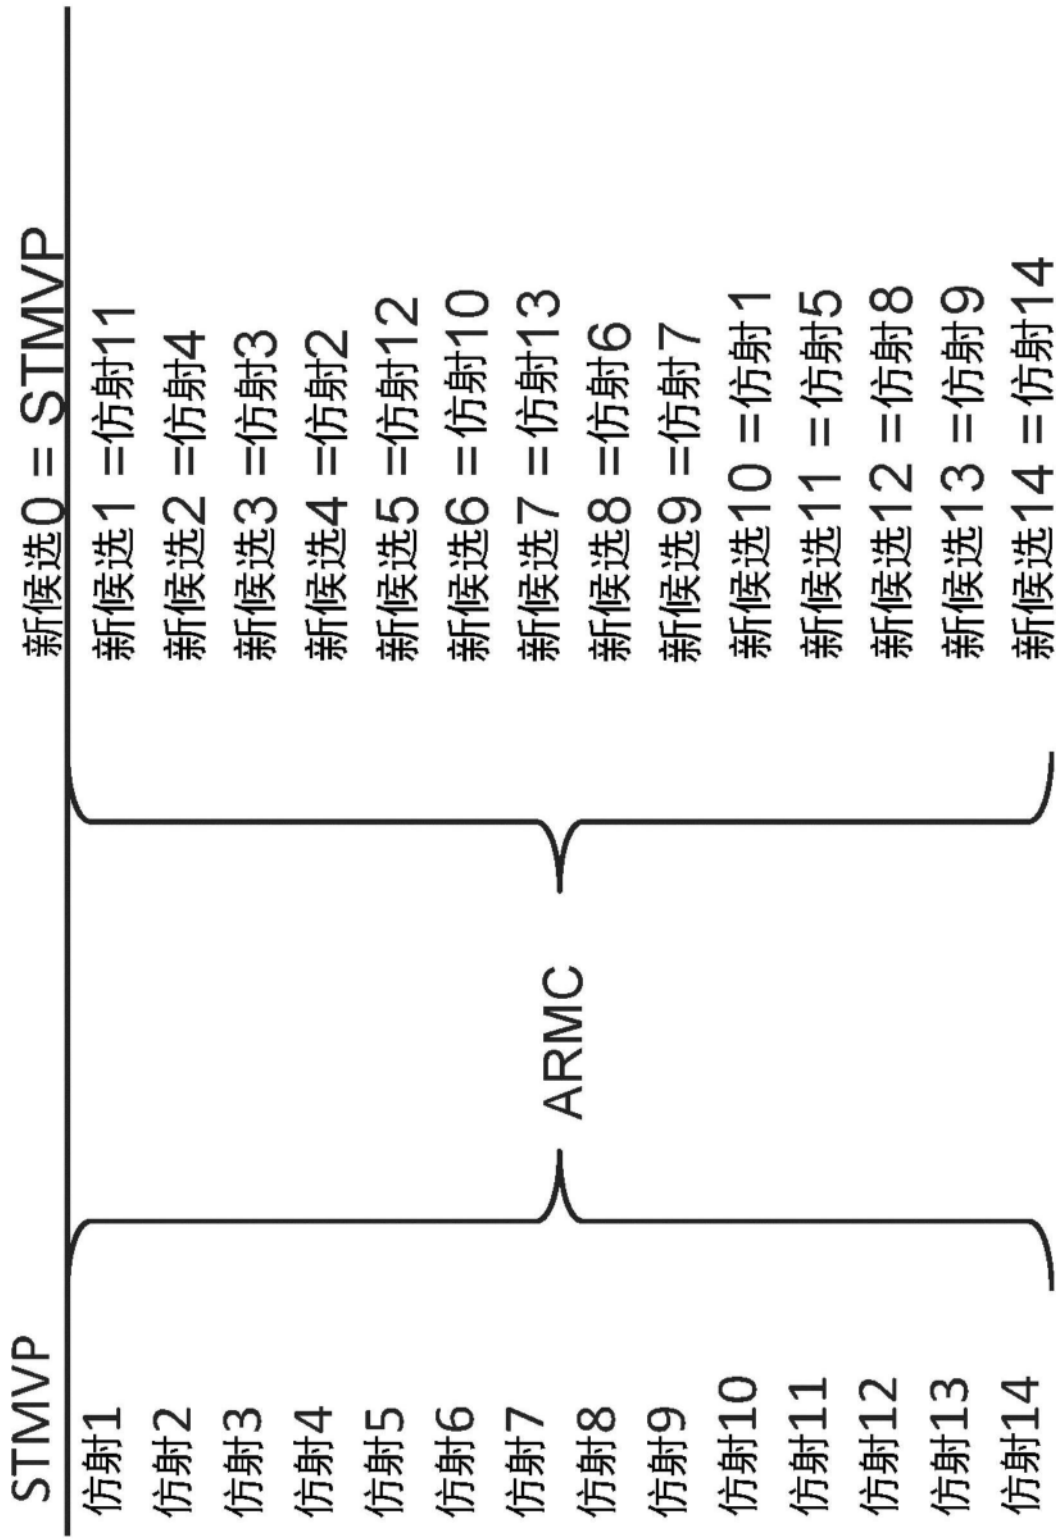 STMVP
仿射1
仿射2
仿射3
仿射4
仿射5
仿射6
仿射7
仿射8
仿射9
仿射10
仿射11
仿射12
仿射13
仿射14
ARMC
新候选0 = STMVP
新候选1 =仿射11
新候选2 =仿射4
新候选3 =仿射3
新候选4 =仿射2
新候选5 =仿射12
新候选6 =仿射10
新候选7 =仿射13
新候选8 =仿射6
新候选9 =仿射7
新候选10 =仿射1
新候选11 =仿射5
新候选12 =仿射8
新候选13 =仿射9
新候选14 =仿射14